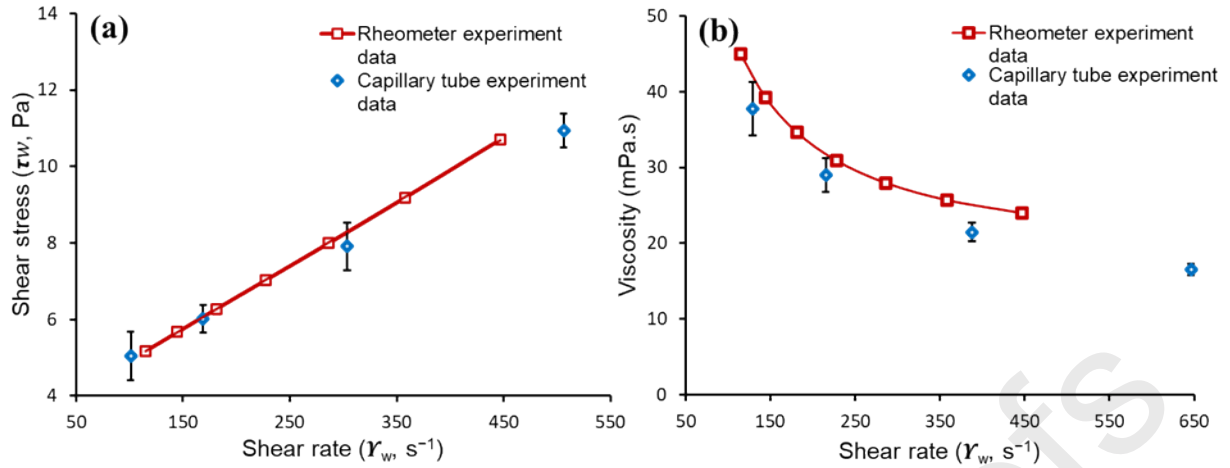 (a)
Rheometer experiment
data
Capillary tube experiment
data
14
12
10
8
6
4
Shear stress (τw, Pa)
50 150 250 350 450 550
Shear rate (ϒw, s⁻¹)
(b)
Rheometer experiment
data
Capillary tube experiment
data
50
40
30
20
10
0
Viscosity (mPa.s)
50 150 250 350 450 550 650
Shear rate (ϒw, s⁻¹)